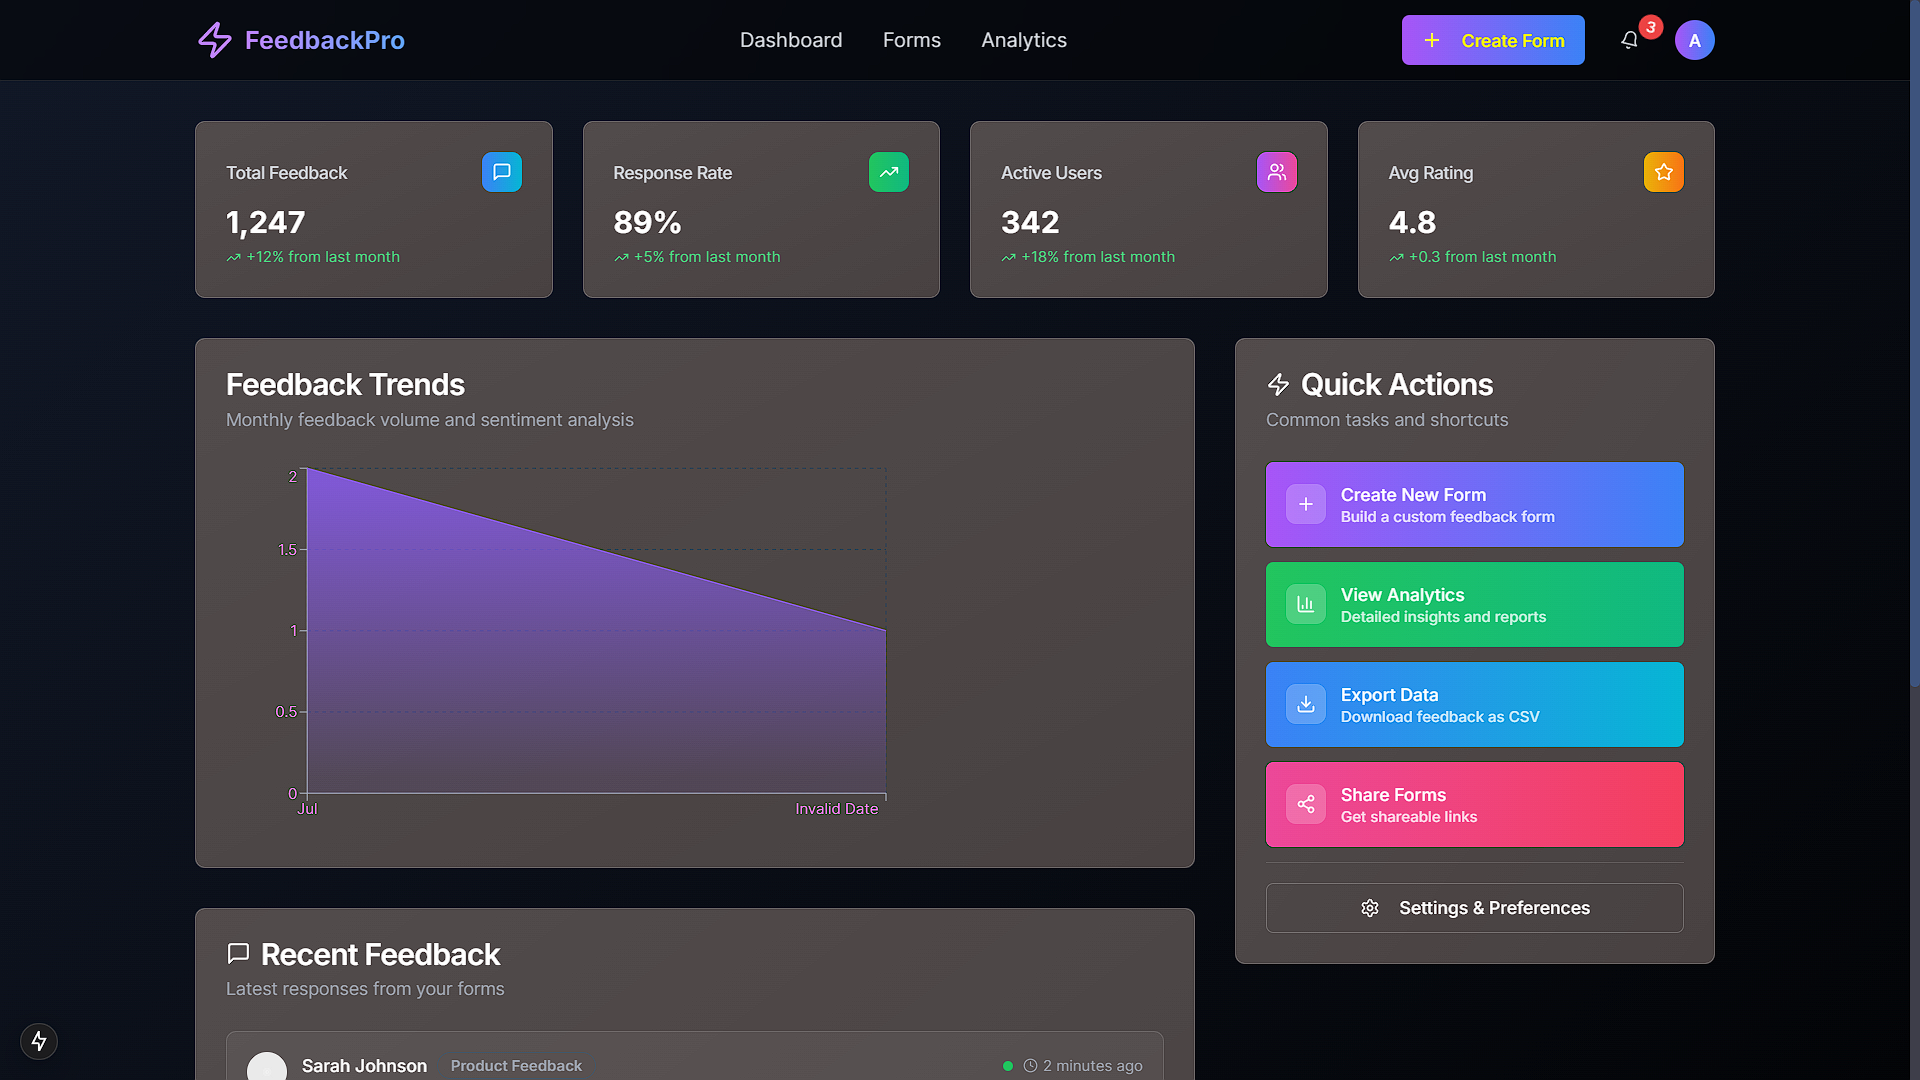 FeedbackPro
Dashboard
Forms
Analytics
Create Form
3
A
Total Feedback
1,247
+12% from last month
Response Rate
89%
+5% from last month
Active Users
342
+18% from last month
Avg Rating
4.8
+0.3 from last month
Feedback Trends
Monthly feedback volume and sentiment analysis
2
1.5
1
0.5
0
Jul
Invalid Date
Quick Actions
Common tasks and shortcuts
Create New Form
Build a custom feedback form
View Analytics
Detailed insights and reports
Export Data
Download feedback as CSV
Share Forms
Get shareable links
Settings & Preferences
Recent Feedback
Latest responses from your forms
Sarah Johnson
Product Feedback
2 minutes ago